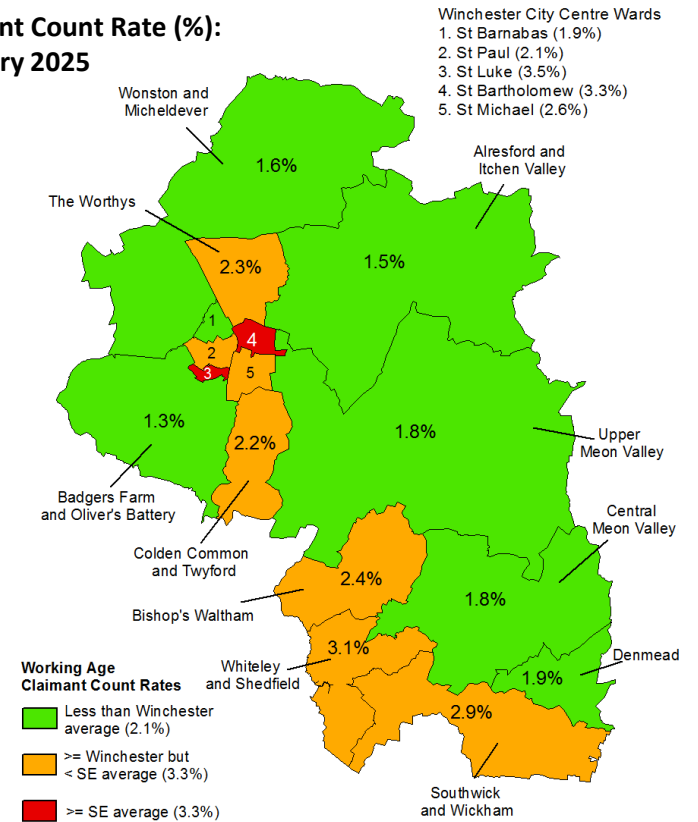 nt Count Rate (%):
ry 2025
Winchester City Centre Wards
1. St Barnabas (1.9%)
2. St Paul (2.1%)
3. St Luke (3.5%)
4. St Bartholomew (3.3%)
5. St Michael (2.6%)
Wonston and
Micheldever
1.6%
Alresford and
Itchen Valley
The Worthys
2.3%
1.5%
1
4
2
3
5
1.3%
2.2%
1.8%
Upper
Meon Valley
Badgers Farm
and Oliver's Battery
Central
Meon Valley
Colden Common
and Twyford
2.4%
1.8%
Bishop's Waltham
3.1%
Whiteley
and Shedfield
Denmead
1.9%
2.9%
Southwick
and Wickham
Working Age
Claimant Count Rates
Less than Winchester
average (2.1%)
>= Winchester but
< SE average (3.3%)
>= SE average (3.3%)